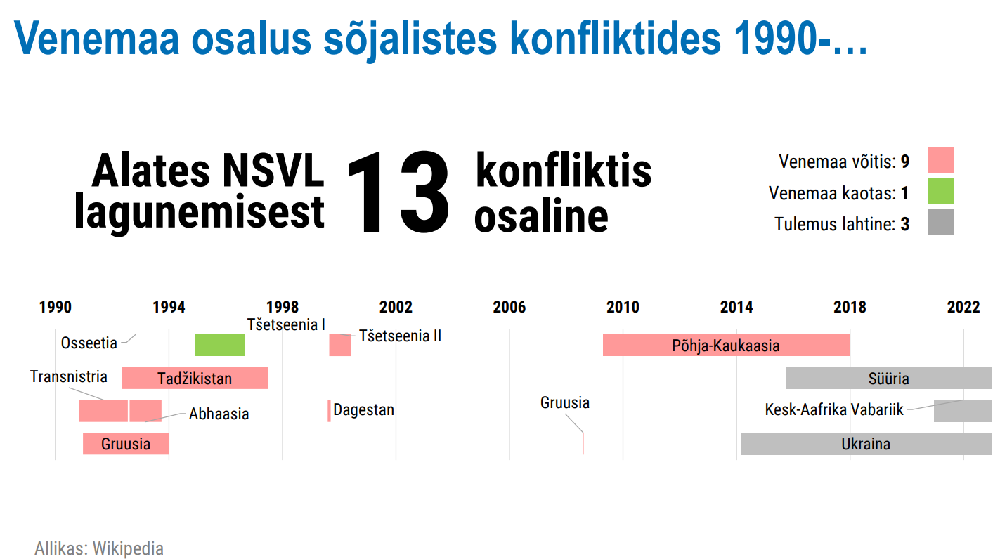 Venemaa osalus sõjalistes konfliktides 1990-...
Alates NSVL
lagunemisest
13
konfliktis
osaline
Venemaa võitis: 9
Venemaa kaotas: 1
Tulemus lahtine: 3
1990
1994
1998
2002
2006
2010
2014
2018
2022
Tšetseenia I
Osseetia
Tšetseenia II
Põhja-Kaukaasia
Transnistria
Tadžikistan
Süüria
Abhaasia
Dagestan
Gruusia
Kesk-Aafrika Vabariik
Gruusia
Ukraina
Allikas: Wikipedia